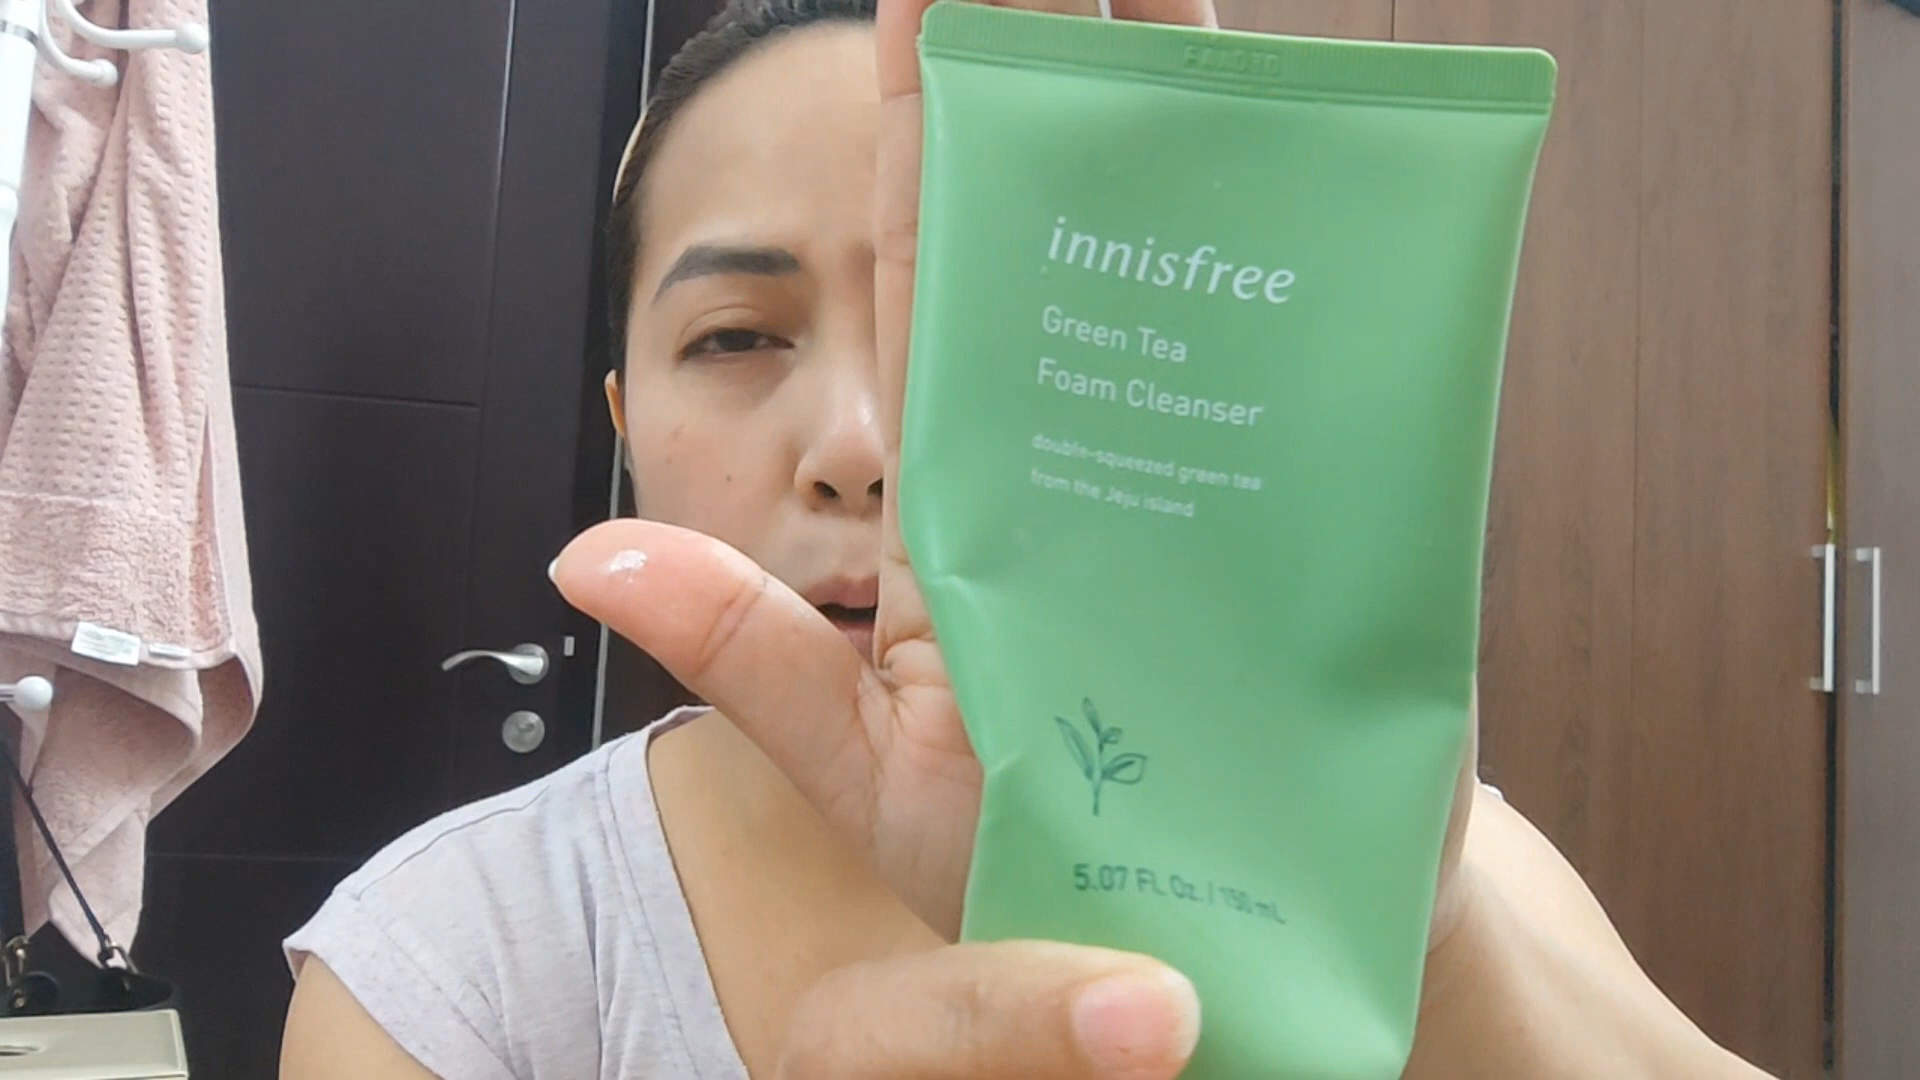 innisfree
Green Tea
Foam Cleanser
double-squeezed green tea
from the Jeju island
5.07 FL.Oz. / 150 mL